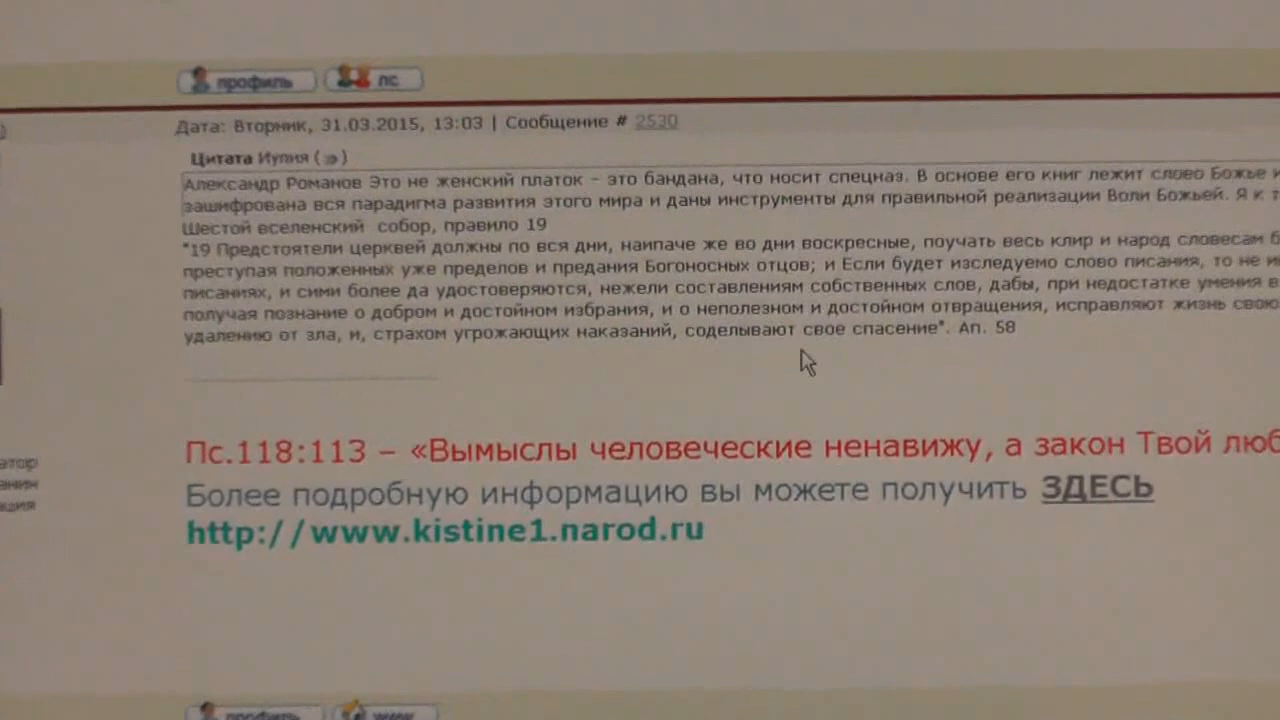 профиль лс
Дата: Вторник, 31.03.2015, 13:03 | Сообщение # 2530
Цитата Иулия ( )
Александр Романов Это не женский платок – это бандана, что носит спецназ. В основе его книг лежит слово Божье и
зашифрована вся парадигма развития этого мира и даны инструменты для правильной реализации Воли Божьей. Я к т
Шестой вселенский собор, правило 19
"19 Предстоятели церквей должны по вся дни, наипаче же во дни воскресные, поучать весь клир и народ словесам б
преступая положенных уже пределов и предания Богоносных отцов; и Если будет изследуемо слово писания, то не и
писаниях, и сими более да удостоверяются, нежели составлениям собственных слов, дабы, при недостатке умения в
получая познание о добром и достойном избрания, и о неполезном и достойном отвращения, исправляют жизнь свою
удалению от зла, и, страхом угрожающих наказаний, соделывают свое спасение". Ап. 58
Пс.118:113 – «Вымыслы человеческие ненавижу, а закон Твой люб
атор
анин
ация
Более подробную информацию вы можете получить ЗДЕСЬ
http://www.kistine1.narod.ru
профиль www